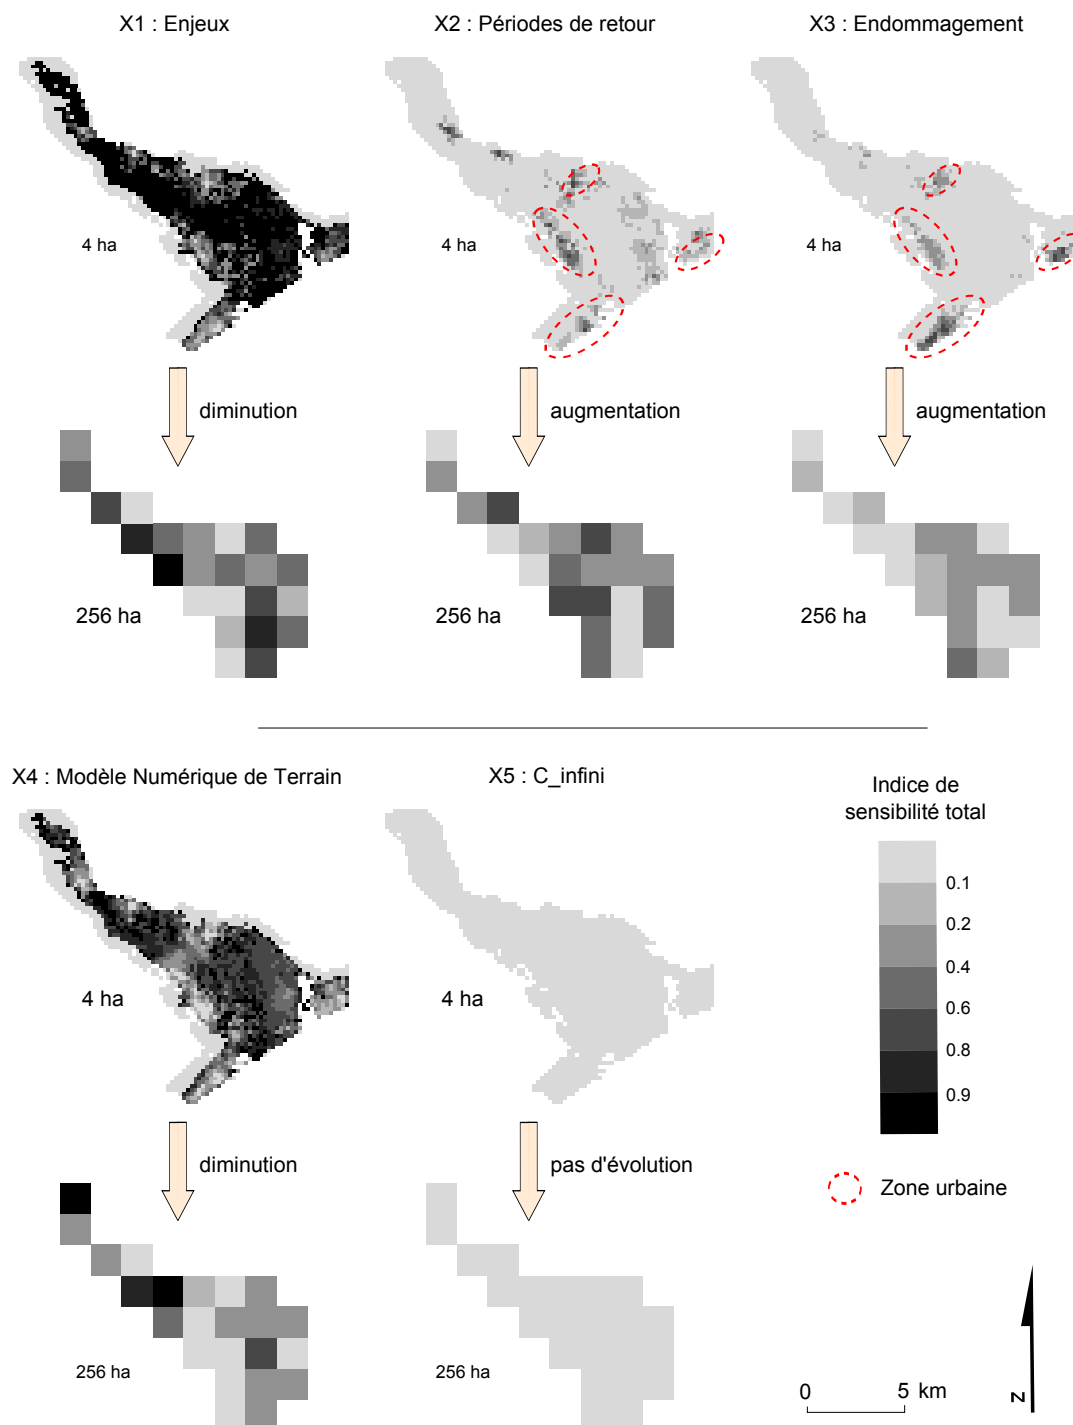 X1 : Enjeux
X2 : Périodes de retour
X3 : Endommagement
4 ha
4 ha
4 ha
diminution
augmentation
augmentation
256 ha
256 ha
256 ha
X4 : Modèle Numérique de Terrain
X5 : C_infini
Indice de
sensibilité total
0.1
0.2
0.4
0.6
0.8
0.9
4 ha
4 ha
diminution
pas d'évolution
Zone urbaine
256 ha
256 ha
0 5 km
N